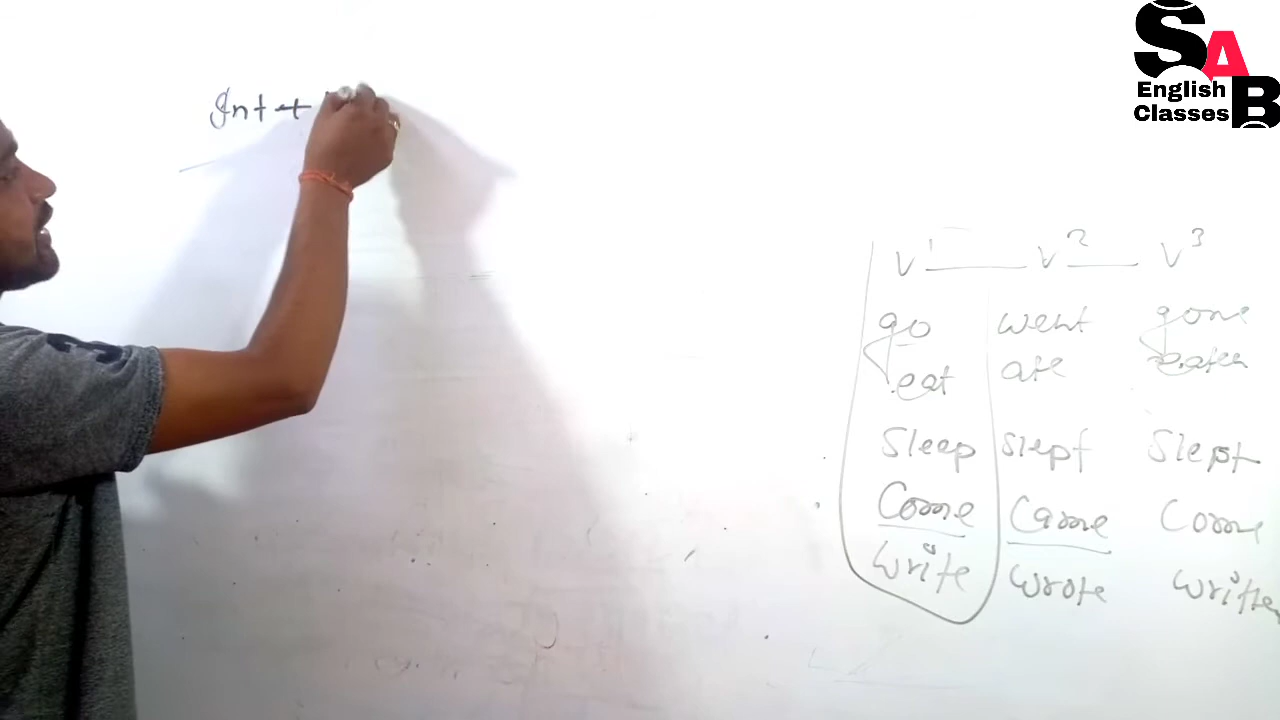 SAB
English
Classes
Int +
V¹ V² V³
go went gone
eat ate eaten
Sleep slept Slept
Come Came Come
write wrote written